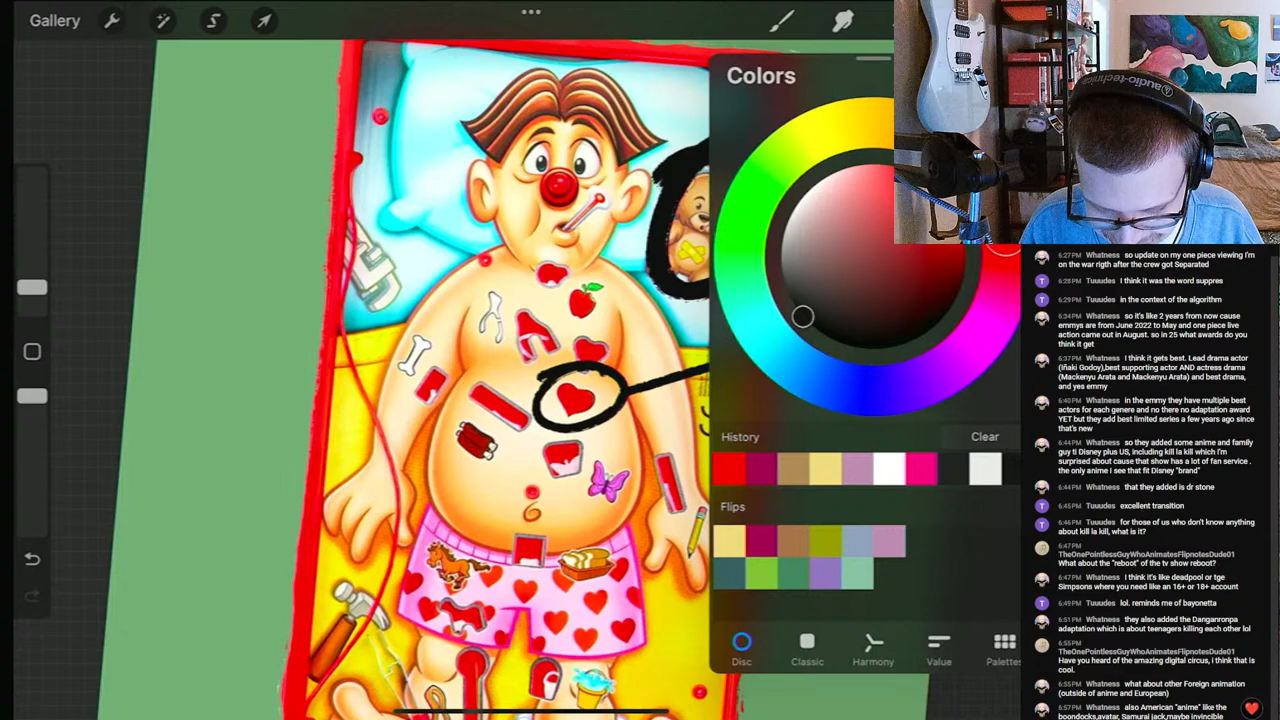 Gallery
Colors
audio-technica
History
Clear
Flips
Disc
Classic
Harmony
Value
Palettes
6:27PM Whatness so update on my one piece viewing I'm
on the war rigth after the crew got Separated
T 6:28PM Tuuudes I think it was the word suppres
T 6:29PM Tuuudes in the context of the algorithm
6:34PM Whatness so it's like 2 years from now cause
emmys are from June 2022 to May and one piece live
action came out in August. so in 25 what awards do you
think it get
6:37PM Whatness I think it gets best. Lead drama actor
(Iñaki Godoy),best supporting actor AND actress drama
(Mackenyu Arata and Mackenyu Arata) and best drama,
and yes emmy
6:40PM Whatness in the emmy they have multiple best
actors for each genere and no there no adaptation award
YET but they add best limited series a few years ago since
that's new
6:44PM Whatness so they added some anime and family
guy ti Disney plus US, including kill la kill which I'm
surprised about cause that show has a lot of fan service .
the only anime I see that fit Disney "brand"
6:44PM Whatness that they added is dr stone
T 6:45PM Tuuudes excellent transition
T 6:46PM Tuuudes for those of us who don't know anything
about kill la kill, what is it?
6:47PM
TheOnePointlessGuyWhoAnimatesFlipnotesDude01
What about the "reboot" of the tv show reboot?
6:47PM Whatness I think it's like deadpool or tge
Simpsons where you need like an 16+ or 18+ account
T 6:49PM Tuuudes lol. reminds me of bayonetta
6:51PM Whatness they also added the Danganronpa
adaptation which is about teenagers killing each other lol
6:55PM
TheOnePointlessGuyWhoAnimatesFlipnotesDude01
Have you heard of the amazing digital circus, i think that is
cool.
6:55PM Whatness what about other Foreign animation
(outside of anime and European)
6:57PM Whatness also American "anime" like the
boondocks,avatar, Samurai jack,maybe invincible